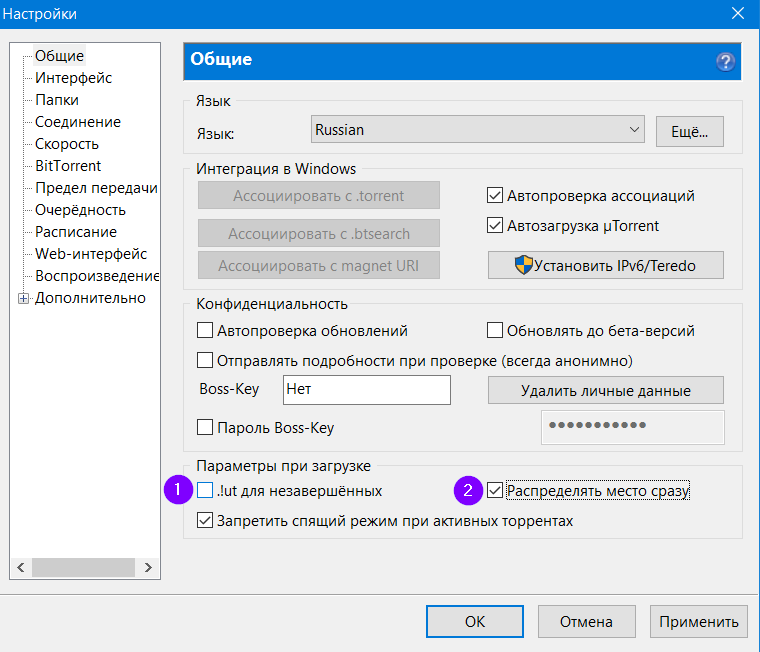 Настройки
Общие
Интерфейс
Папки
Соединение
Скорость
BitTorrent
Предел передачи
Очерёдность
Расписание
Web-интерфейс
Воспроизведение
Дополнительно
Общие
Язык
Язык: Russian Ещё...
Интеграция в Windows
Ассоциировать с .torrent Автопроверка ассоциаций
Ассоциировать с .btsearch Автозагрузка µTorrent
Ассоциировать с magnet URI Установить IPv6/Teredo
Конфиденциальность
Автопроверка обновлений Обновлять до бета-версий
Отправлять подробности при проверке (всегда анонимно)
Boss-Key Нет Удалить личные данные
Пароль Boss-Key •••••••••••
Параметры при загрузке
1 .!ut для незавершённых 2 Распределять место сразу
Запретить спящий режим при активных торрентах
OK Отмена Применить